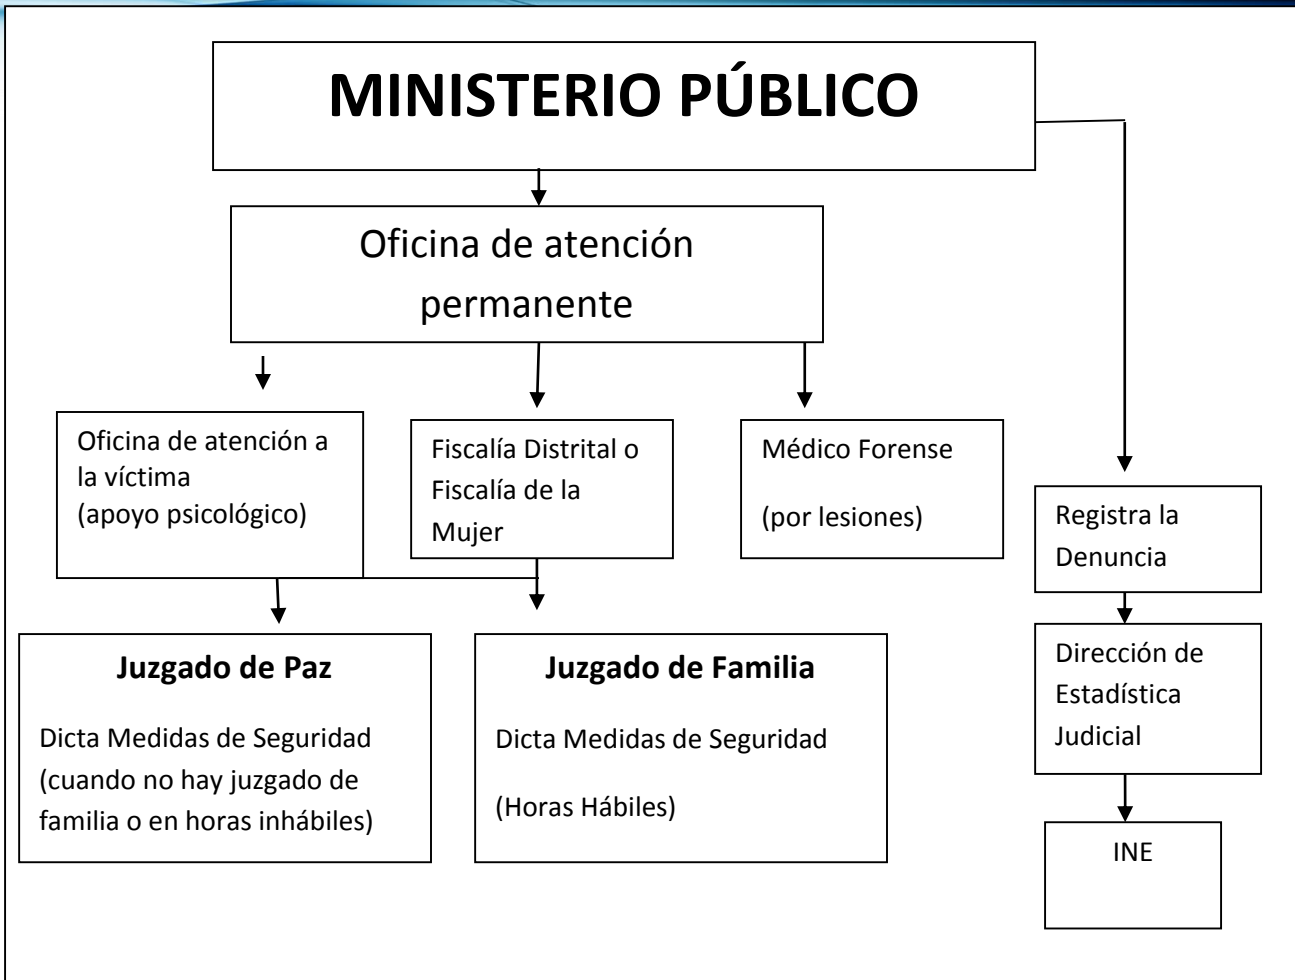 MINISTERIO PÚBLICO
Oficina de atención
permanente
Oficina de atención a
la víctima
(apoyo psicológico)
Fiscalía Distrital o
Fiscalía de la
Mujer
Médico Forense
(por lesiones)
Registra la
Denuncia
Juzgado de Paz
Dicta Medidas de Seguridad
(cuando no hay juzgado de
familia o en horas inhábiles)
Juzgado de Familia
Dicta Medidas de Seguridad
(Horas Hábiles)
Dirección de
Estadística
Judicial
INE